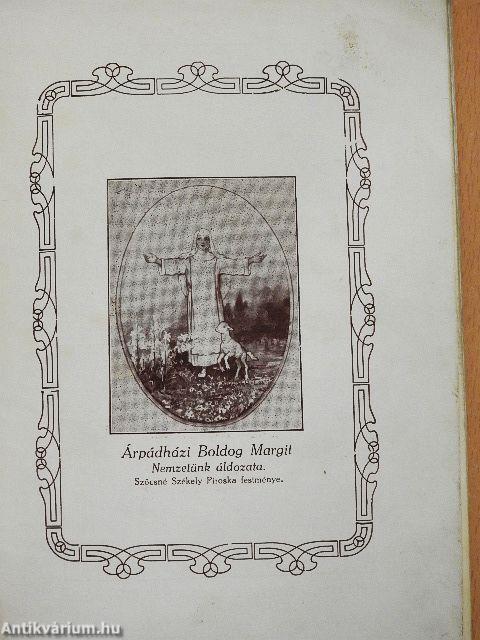 Árpádházi Boldog Margit
Nemzetünk áldozata.
Szőcsné Székely Piroska festménye.
Antikvárium.hu